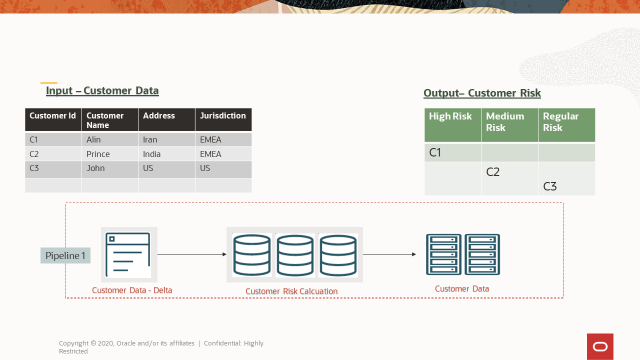 Input – Customer Data
Output– Customer Risk
Customer Id Customer Name Address Jurisdiction
C1 Alin Iran EMEA
C2 Prince India EMEA
C3 John US US
High Risk Medium Risk Regular Risk
C1
C2
C3
Pipeline 1
Customer Data - Delta
Customer Risk Calcuation
Customer Data
Copyright © 2020, Oracle and/or its affiliates | Confidential: Highly
Restricted